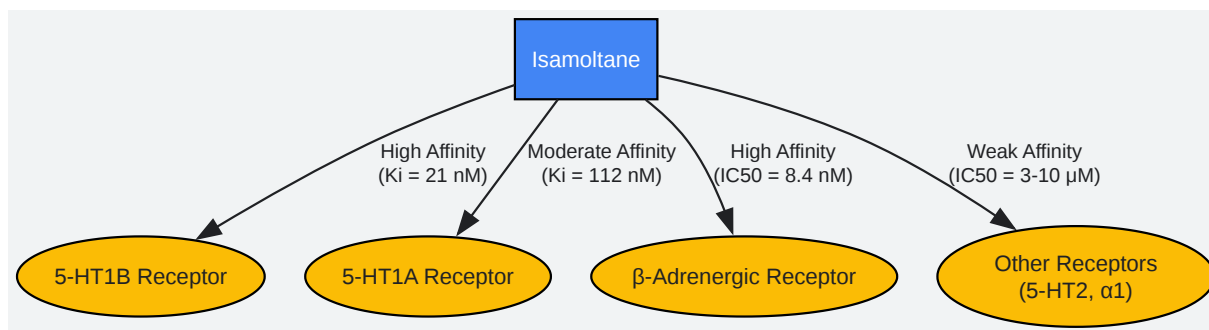 Isamoltane
High Affinity
(Ki = 21 nM)
Moderate Affinity
(Ki = 112 nM)
High Affinity
(IC50 = 8.4 nM)
Weak Affinity
(IC50 = 3-10 μM)
5-HT1B Receptor
5-HT1A Receptor
β-Adrenergic Receptor
Other Receptors
(5-HT2, α1)